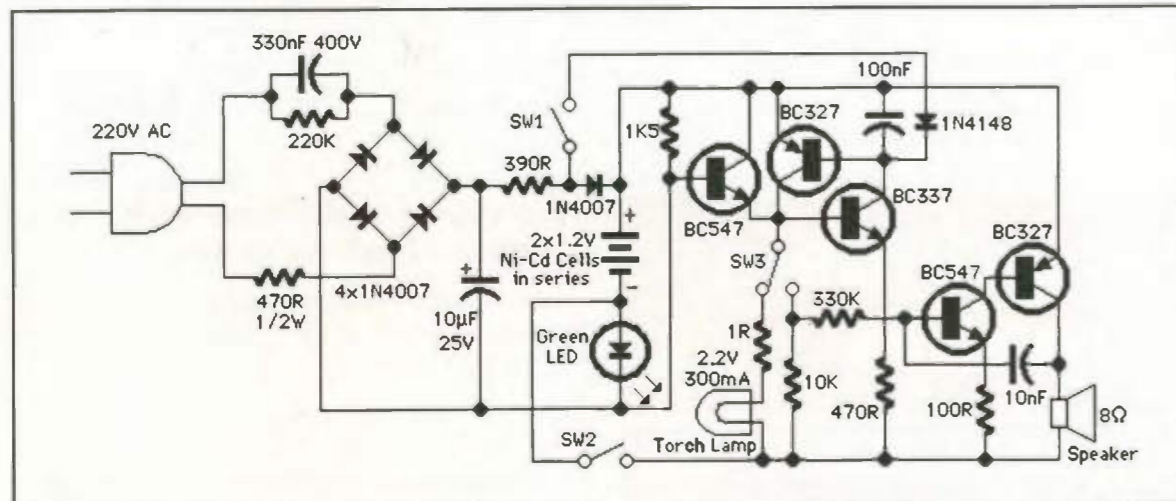 330nF 400V
220K
220V AC
SW1
390R
1N4007
1K5
100nF
BC327
1N4148
BC337
BC547
BC327
BC547
+
2x1.2V
Ni-Cd Cells
in series
–
SW3
330K
470R
1/2W
4x1N4007
+
10µF
25V
Green
LED
1R
2.2V
300mA
10K
470R
100R
10nF
8Ω
SW2
Torch Lamp
Speaker